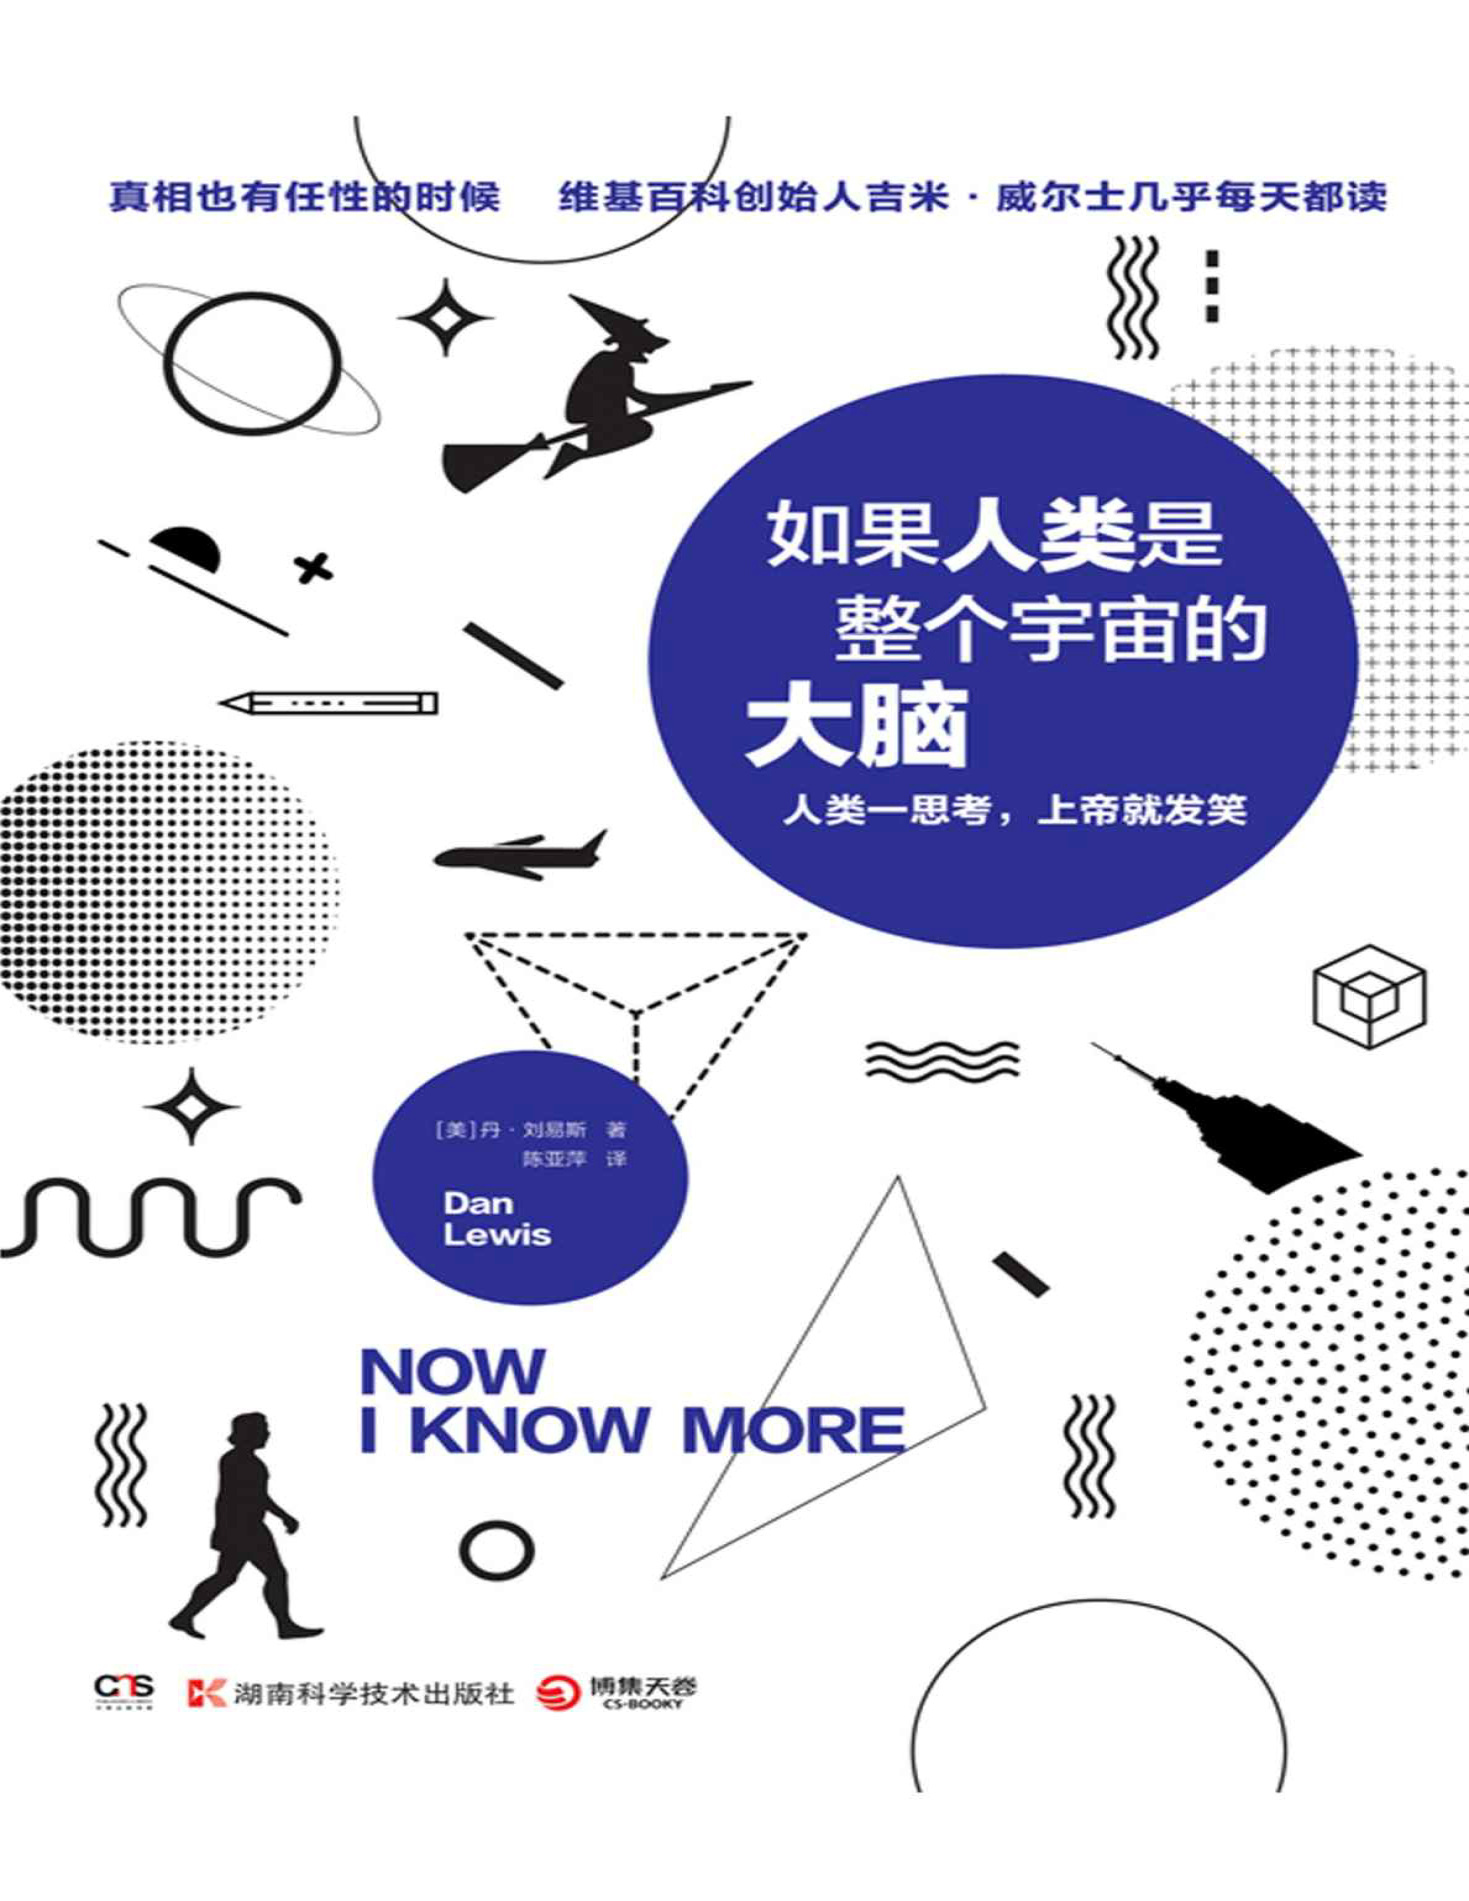 真相也有任性的时候 维基百科创始人吉米·威尔士几乎每天都读
如果人类是
整个宇宙的
大脑
人类一思考，上帝就发笑
[美]丹·刘易斯 著
陈亚萍 译
Dan
Lewis
NOW
I KNOW MORE
CNS 湖南科学技术出版社 博集天卷
CS-BOOKY